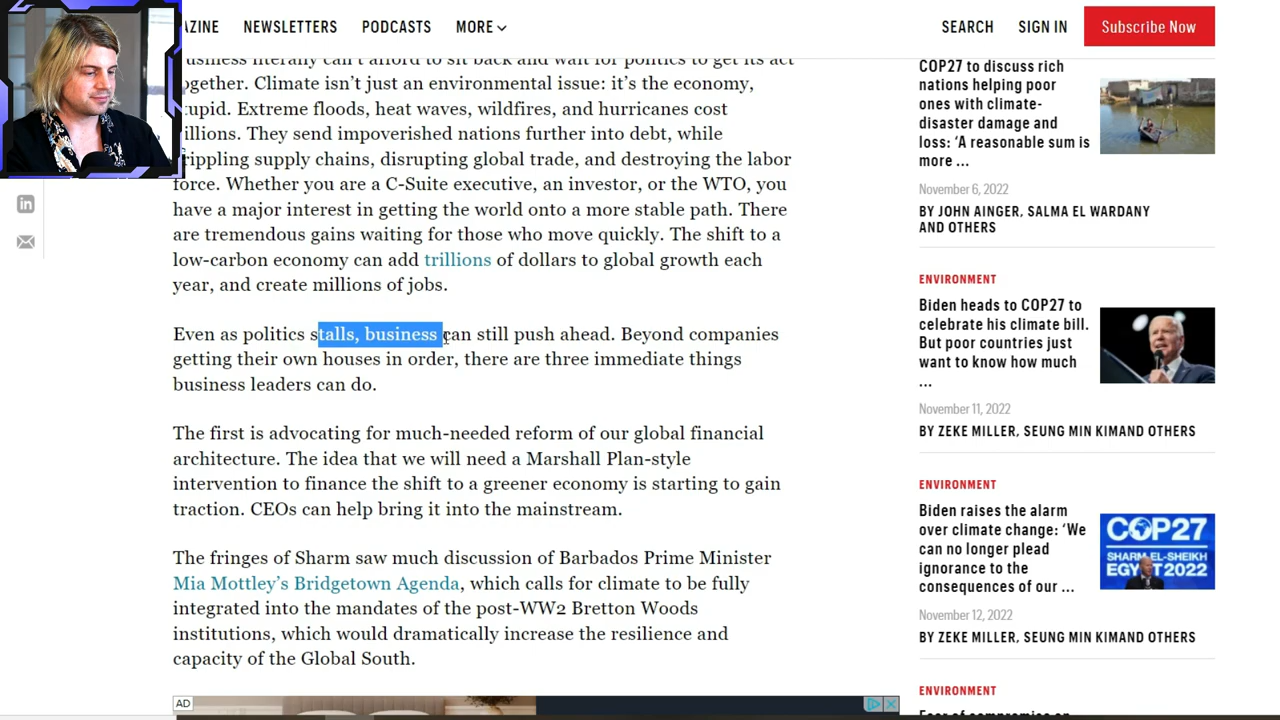 AZINE NEWSLETTERS PODCASTS MORE SEARCH SIGN IN Subscribe Now
business literally can't afford to sit back and wait for politics to get its act
together. Climate isn't just an environmental issue: it's the economy,
stupid. Extreme floods, heat waves, wildfires, and hurricanes cost
illions. They send impoverished nations further into debt, while
crippling supply chains, disrupting global trade, and destroying the labor
force. Whether you are a C-Suite executive, an investor, or the WTO, you
have a major interest in getting the world onto a more stable path. There
are tremendous gains waiting for those who move quickly. The shift to a
low-carbon economy can add trillions of dollars to global growth each
year, and create millions of jobs.
Even as politics stalls, business can still push ahead. Beyond companies
getting their own houses in order, there are three immediate things
business leaders can do.
The first is advocating for much-needed reform of our global financial
architecture. The idea that we will need a Marshall Plan-style
intervention to finance the shift to a greener economy is starting to gain
traction. CEOs can help bring it into the mainstream.
The fringes of Sharm saw much discussion of Barbados Prime Minister
Mia Mottley's Bridgetown Agenda, which calls for climate to be fully
integrated into the mandates of the post-WW2 Bretton Woods
institutions, which would dramatically increase the resilience and
capacity of the Global South.
AD
in
COP27 to discuss rich
nations helping poor
ones with climate-
disaster damage and
loss: 'A reasonable sum is
more ...
November 6, 2022
BY JOHN AINGER, SALMA EL WARDANY
AND OTHERS
ENVIRONMENT
Biden heads to COP27 to
celebrate his climate bill.
But poor countries just
want to know how much
...
November 11, 2022
BY ZEKE MILLER, SEUNG MIN KIMAND OTHERS
ENVIRONMENT
Biden raises the alarm
over climate change: 'We
can no longer plead
ignorance to the
consequences of our ...
COP27
SHARM EL-SHEIKH
EGYPT 2022
November 12, 2022
BY ZEKE MILLER, SEUNG MIN KIMAND OTHERS
ENVIRONMENT
Fear of compromise on